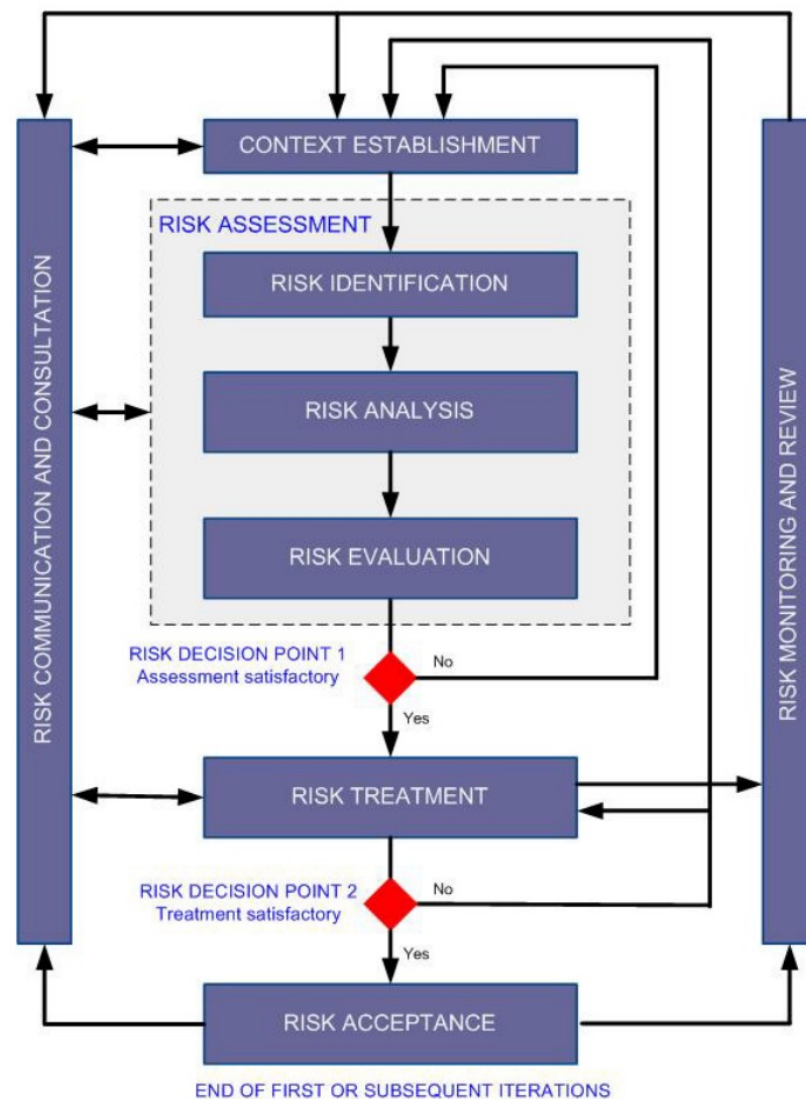 CONTEXT ESTABLISHMENT
RISK ASSESSMENT
RISK IDENTIFICATION
RISK ANALYSIS
RISK EVALUATION
RISK COMMUNICATION AND CONSULTATION
RISK MONITORING AND REVIEW
RISK DECISION POINT 1
Assessment satisfactory
No
Yes
RISK TREATMENT
RISK DECISION POINT 2
Treatment satisfactory
No
Yes
RISK ACCEPTANCE
END OF FIRST OR SUBSEQUENT ITERATIONS